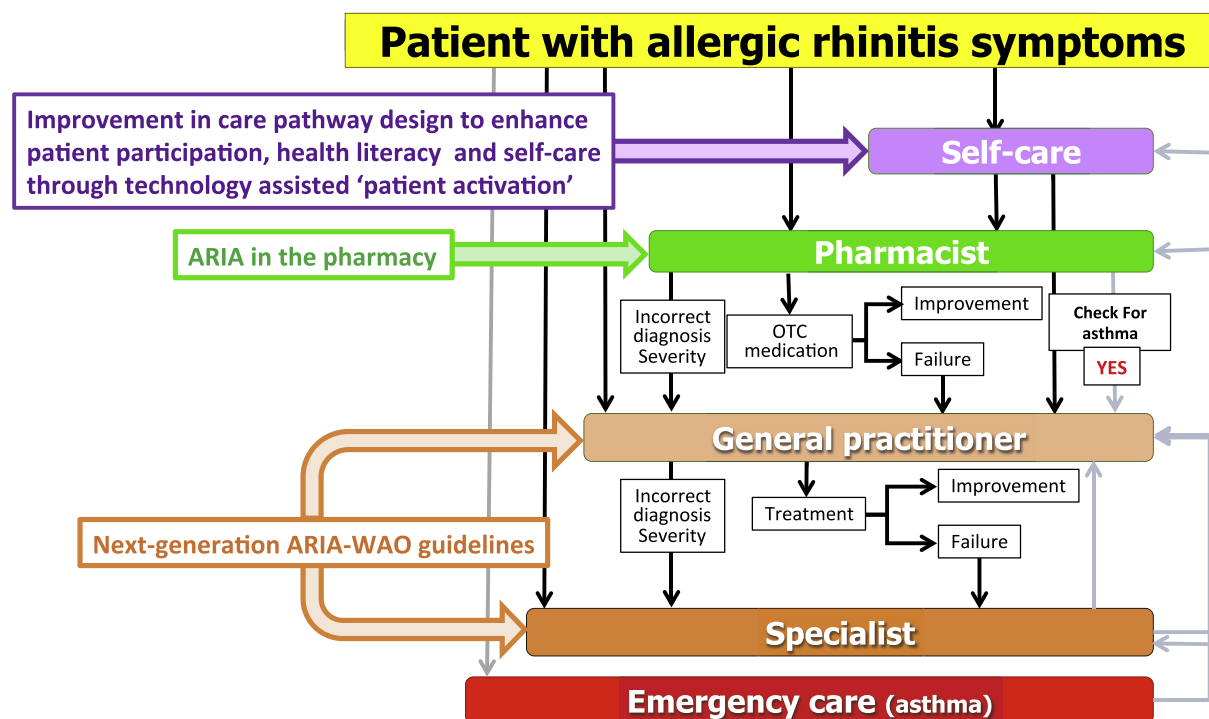 Patient with allergic rhinitis symptoms
Improvement in care pathway design to enhance
patient participation, health literacy and self-care
through technology assisted ‘patient activation’
Self-care
ARIA in the pharmacy
Pharmacist
Incorrect
diagnosis
Severity
OTC
medication
Improvement
Failure
Check For
asthma
YES
General practitioner
Incorrect
diagnosis
Severity
Treatment
Improvement
Failure
Next-generation ARIA-WAO guidelines
Specialist
Emergency care (asthma)